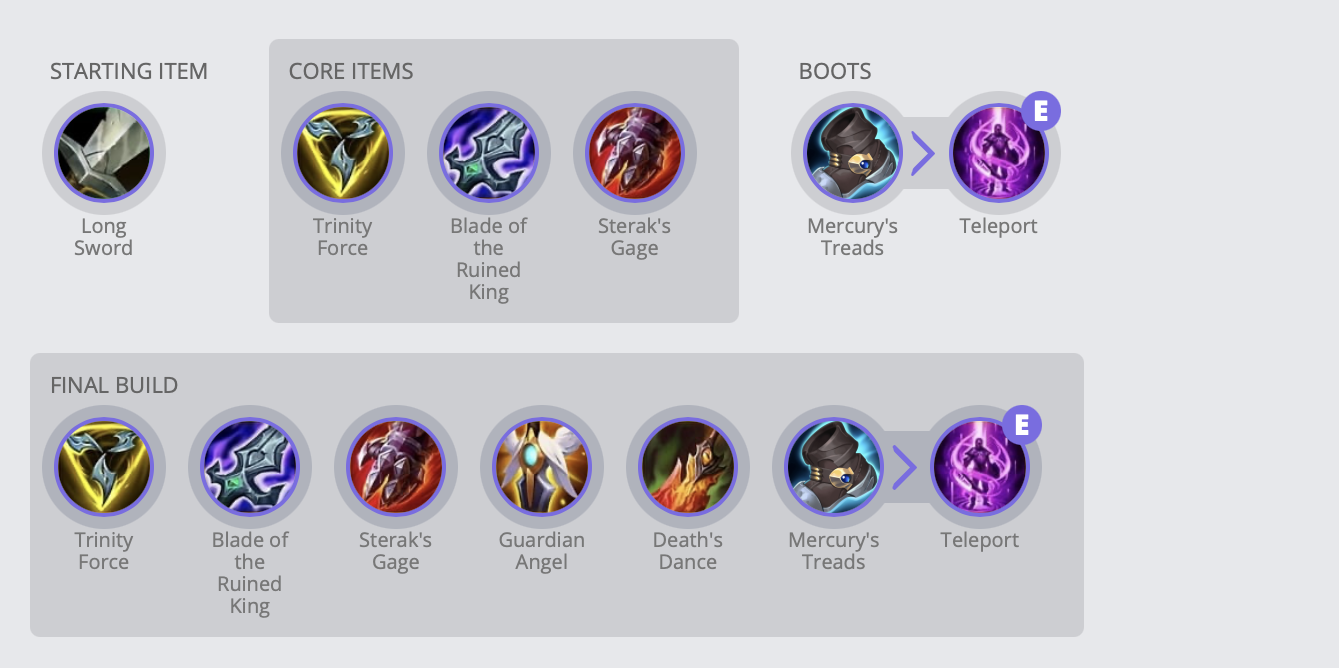 STARTING ITEM
Long
Sword
CORE ITEMS
Trinity
Force
Blade of
the
Ruined
King
Sterak's
Gage
BOOTS
Mercury's
Treads
E
Teleport
FINAL BUILD
Trinity
Force
Blade of
the
Ruined
King
Sterak's
Gage
Guardian
Angel
Death's
Dance
Mercury's
Treads
E
Teleport